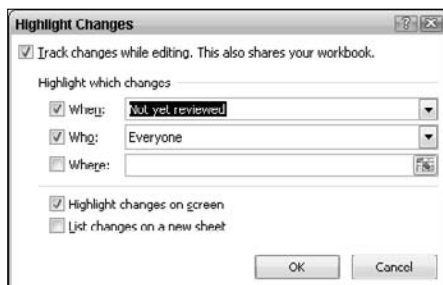 Highlight Changes
Track changes while editing. This also shares your workbook.
Highlight which changes
When: Not yet reviewed
Who: Everyone
Where:
Highlight changes on screen
List changes on a new sheet
OK Cancel